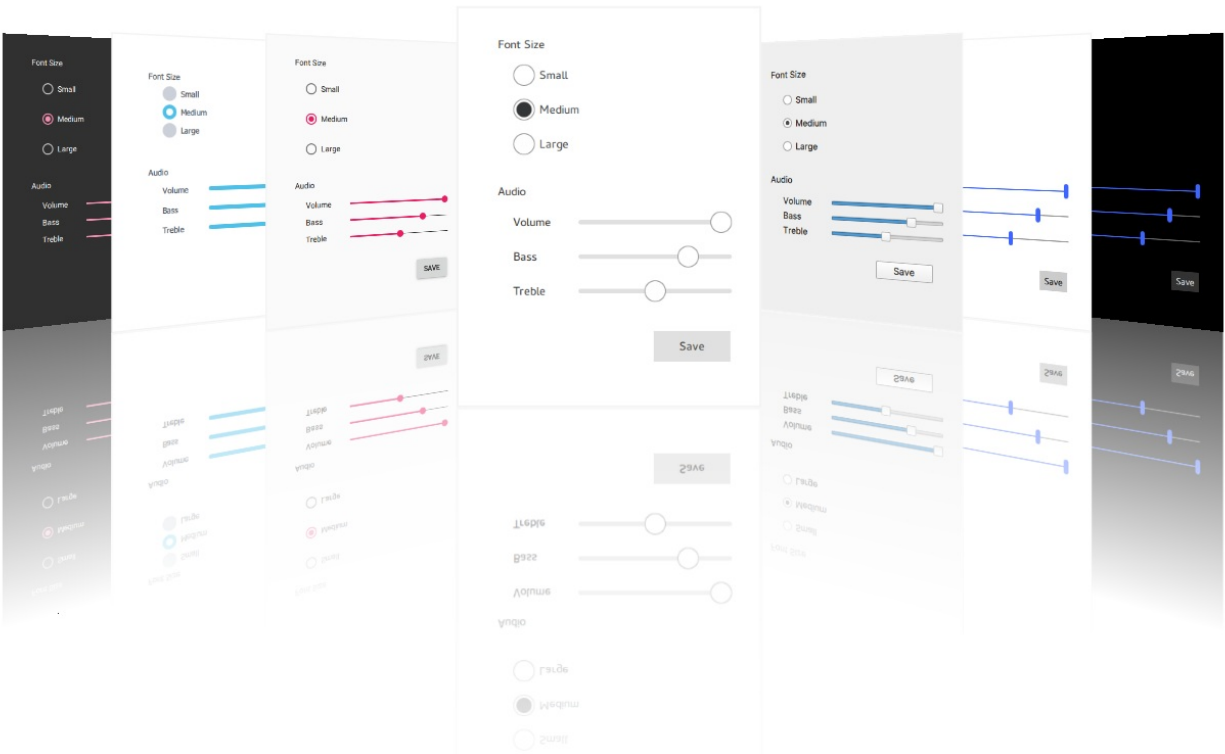 Font Size
Small
Medium
Large
Audio
Volume
Bass
Treble
Font Size
Small
Medium
Large
Audio
Volume
Bass
Treble
Font Size
Small
Medium
Large
Audio
Volume
Bass
Treble
SAVE
Font Size
Small
Medium
Large
Audio
Volume
Bass
Treble
Save
Font Size
Small
Medium
Large
Audio
Volume
Bass
Treble
Save
Save
Save